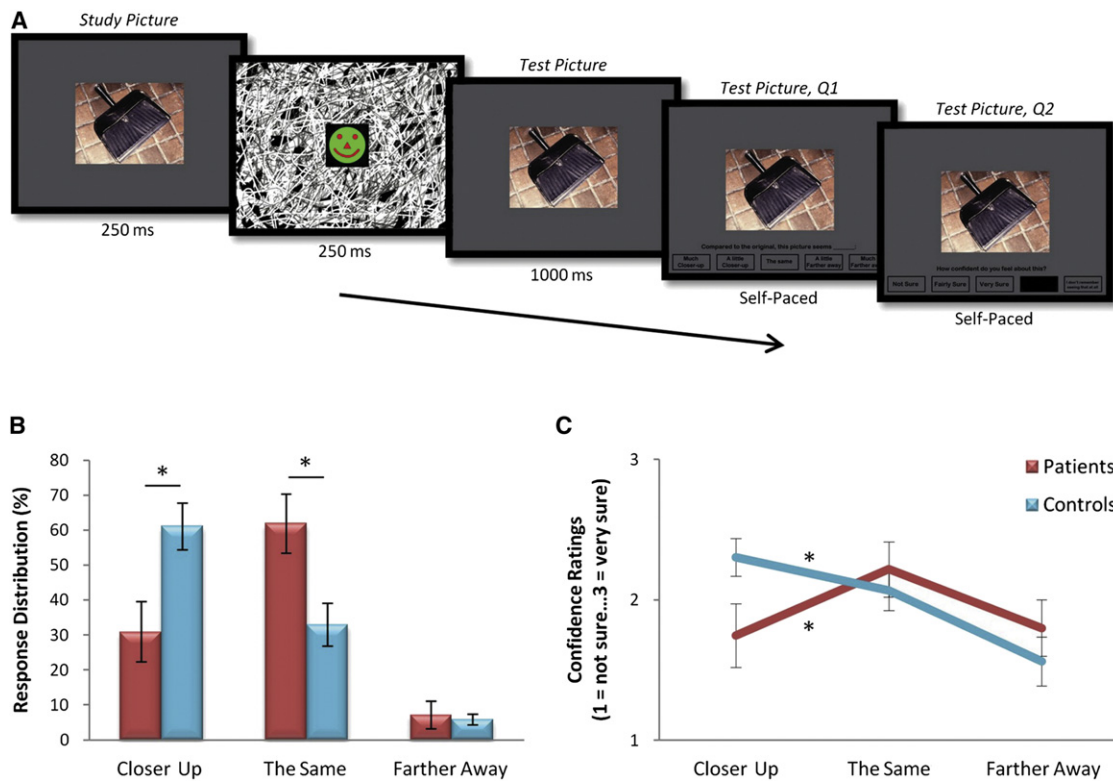 A
Study Picture
Test Picture
Test Picture, Q1
Test Picture, Q2
Compared to the original, this picture seems ______:
Much Closer-up
A little Closer-up
The same
A little Farther away
Much Farther
How confident do you feel about this?
Not Sure
Fairly Sure
Very Sure
250 ms
250 ms
1000 ms
Self-Paced
Self-Paced
B
80
70
60
50
40
30
20
10
0
Response Distribution (%)
*
*
Closer Up
The Same
Farther Away
C
3
2
1
Confidence Ratings
(1 = not sure...3 = very sure)
*
*
Patients
Controls
Closer Up
The Same
Farther Away